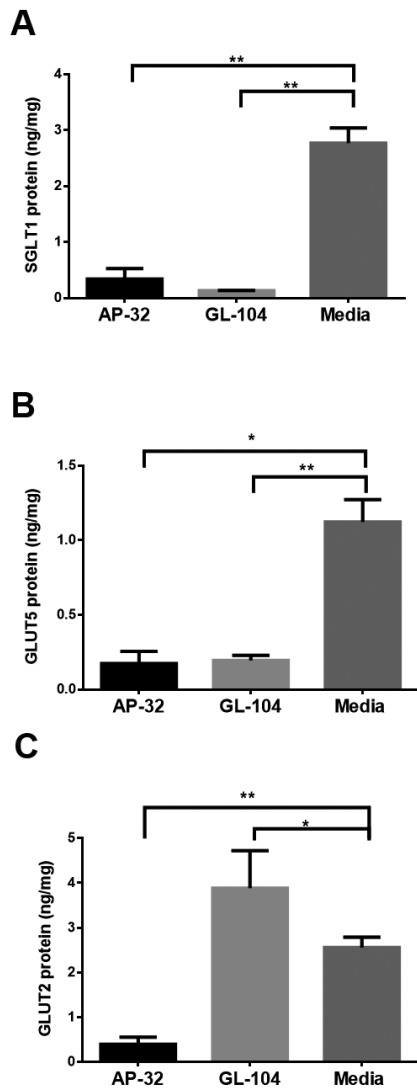 A
**
**
SGLT1 protein (ng/mg)
4
3
2
1
0
AP-32 GL-104 Media
B
*
**
GLUT5 protein (ng/mg)
1.5
1.0
0.5
0.0
AP-32 GL-104 Media
C
**
*
GLUT2 protein (ng/mg)
5
4
3
2
1
0
AP-32 GL-104 Media